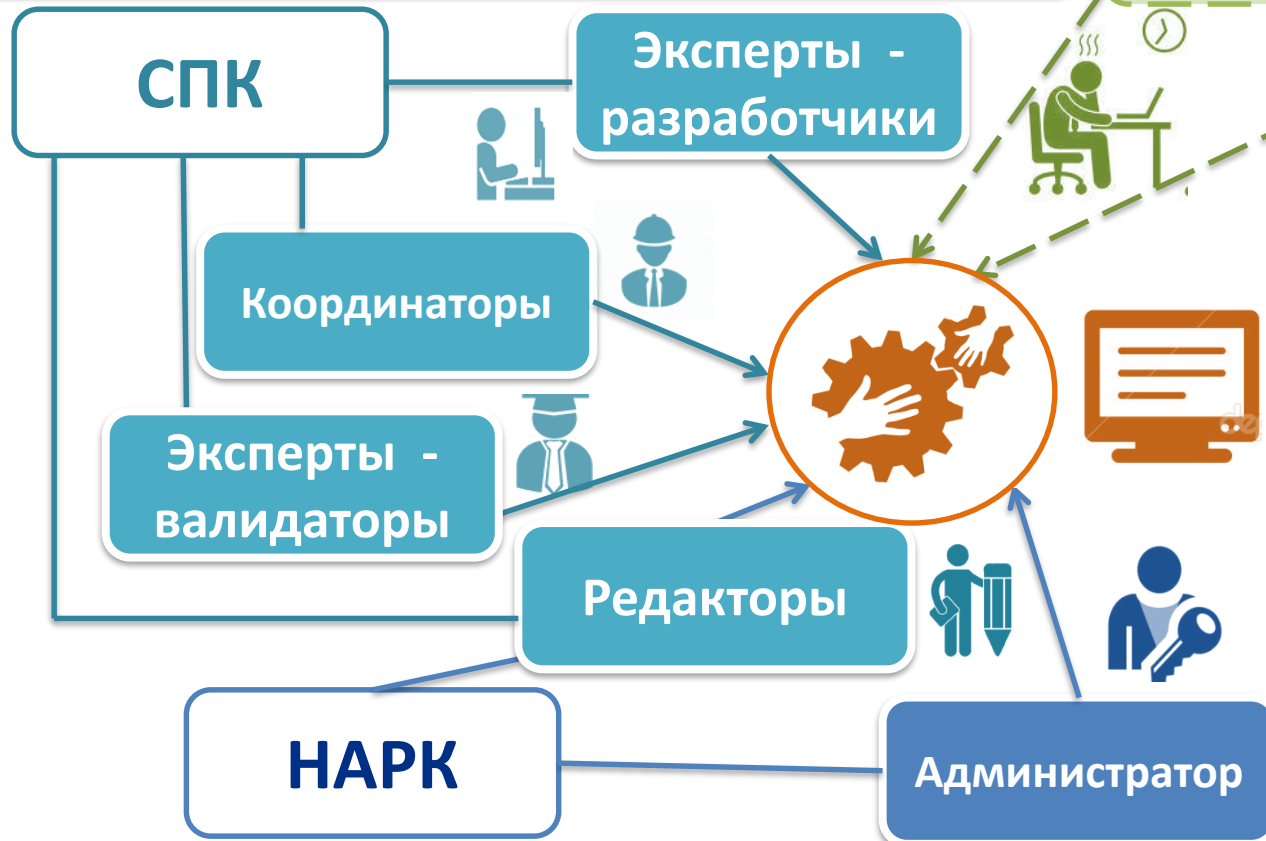 СПК
Эксперты -
разработчики
Координаторы
Эксперты -
валидаторы
Редакторы
НАРК
Администратор